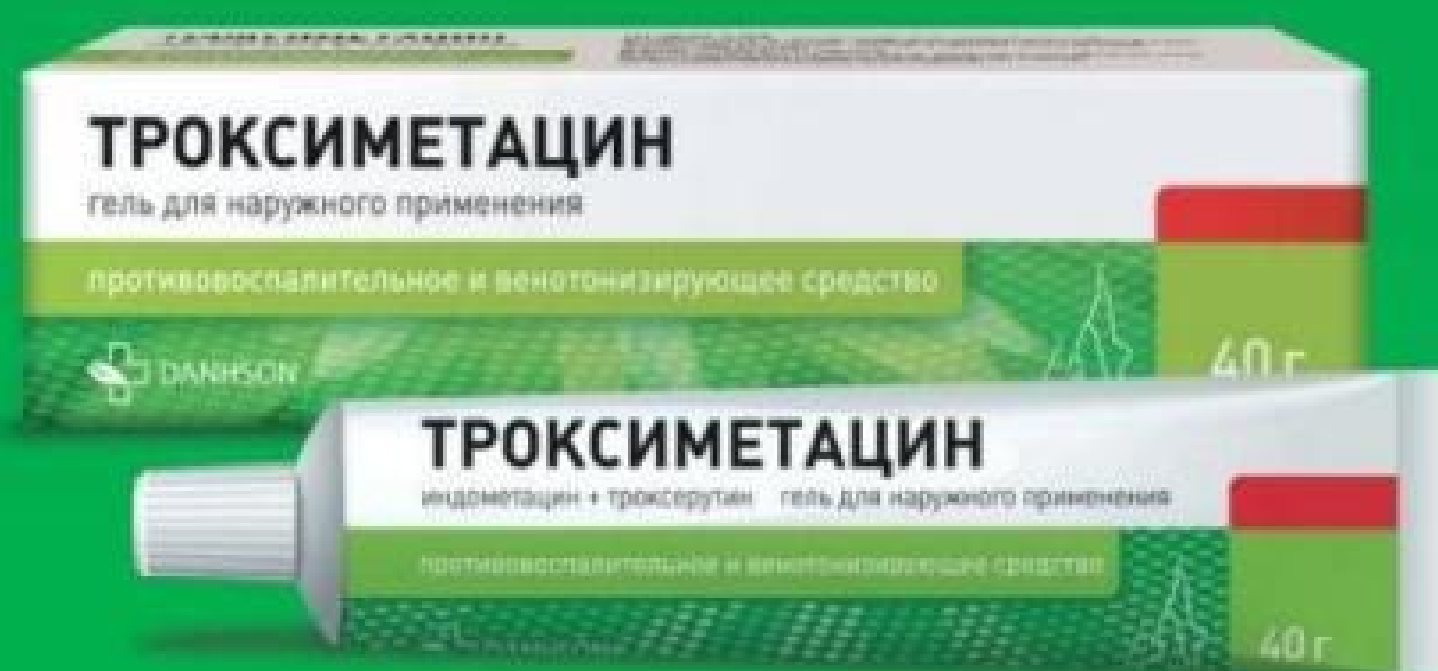 ТРОКСИМЕТАЦИН
гель для наружного применения
противовоспалительное и венотонизирующее средство
DANHSON
40 г
ТРОКСИМЕТАЦИН
индометацин + троксерутин гель для наружного применения
противовоспалительное и венотонизирующее средство
40 г